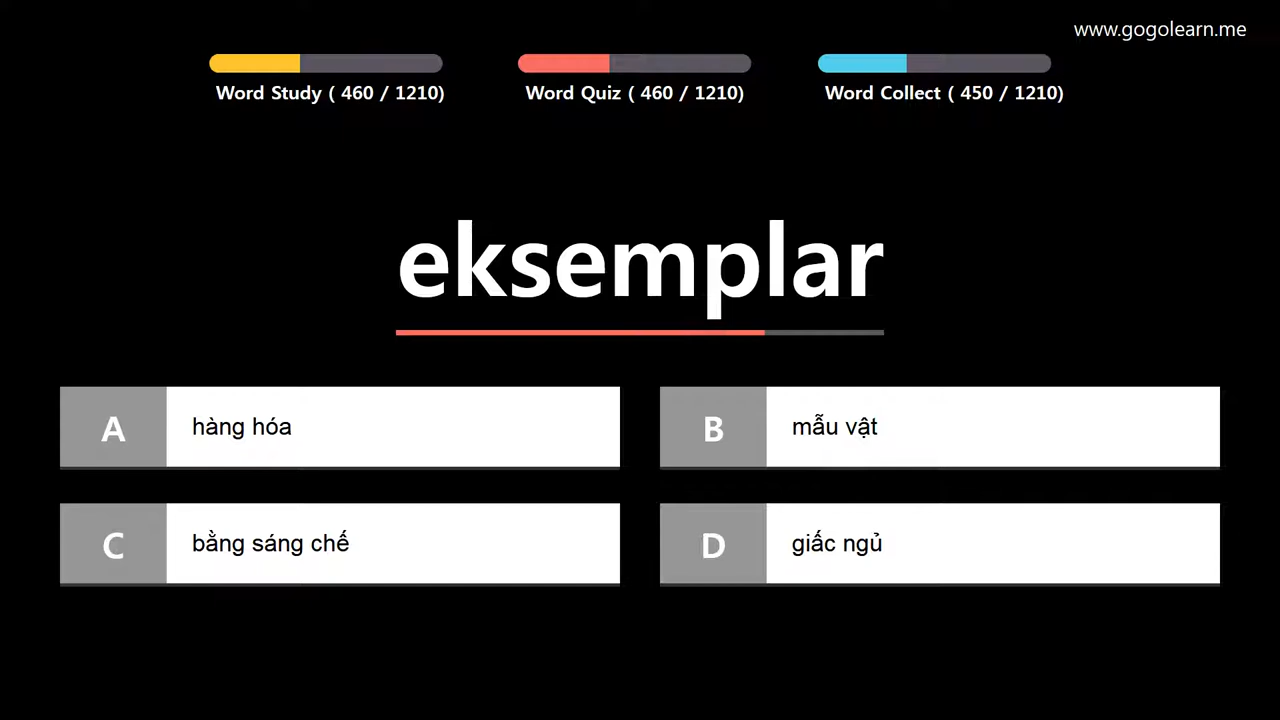 www.gogolearn.me
Word Study ( 460 / 1210)
Word Quiz ( 460 / 1210)
Word Collect ( 450 / 1210)
eksemplar
A hàng hóa
B mẫu vật
C bằng sáng chế
D giấc ngủ